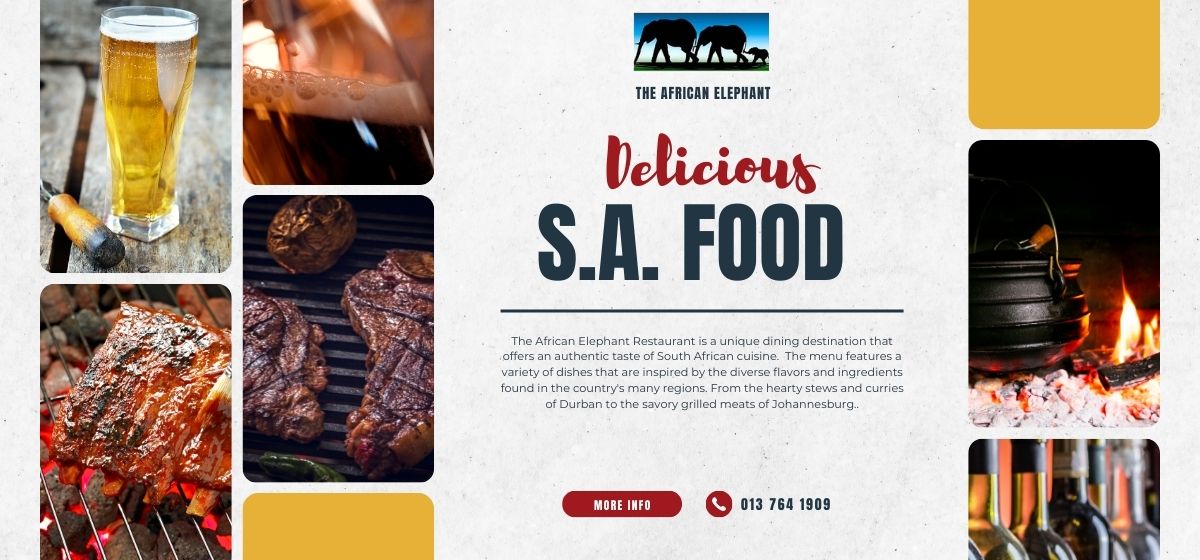 THE AFRICAN ELEPHANT
Delicious
S.A. FOOD
The African Elephant Restaurant is a unique dining destination that
offers an authentic taste of South African cuisine.  The menu features a
variety of dishes that are inspired by the diverse flavors and ingredients
found in the country's many regions. From the hearty stews and curries
of Durban to the savory grilled meats of Johannesburg..
MORE INFO
013 764 1909